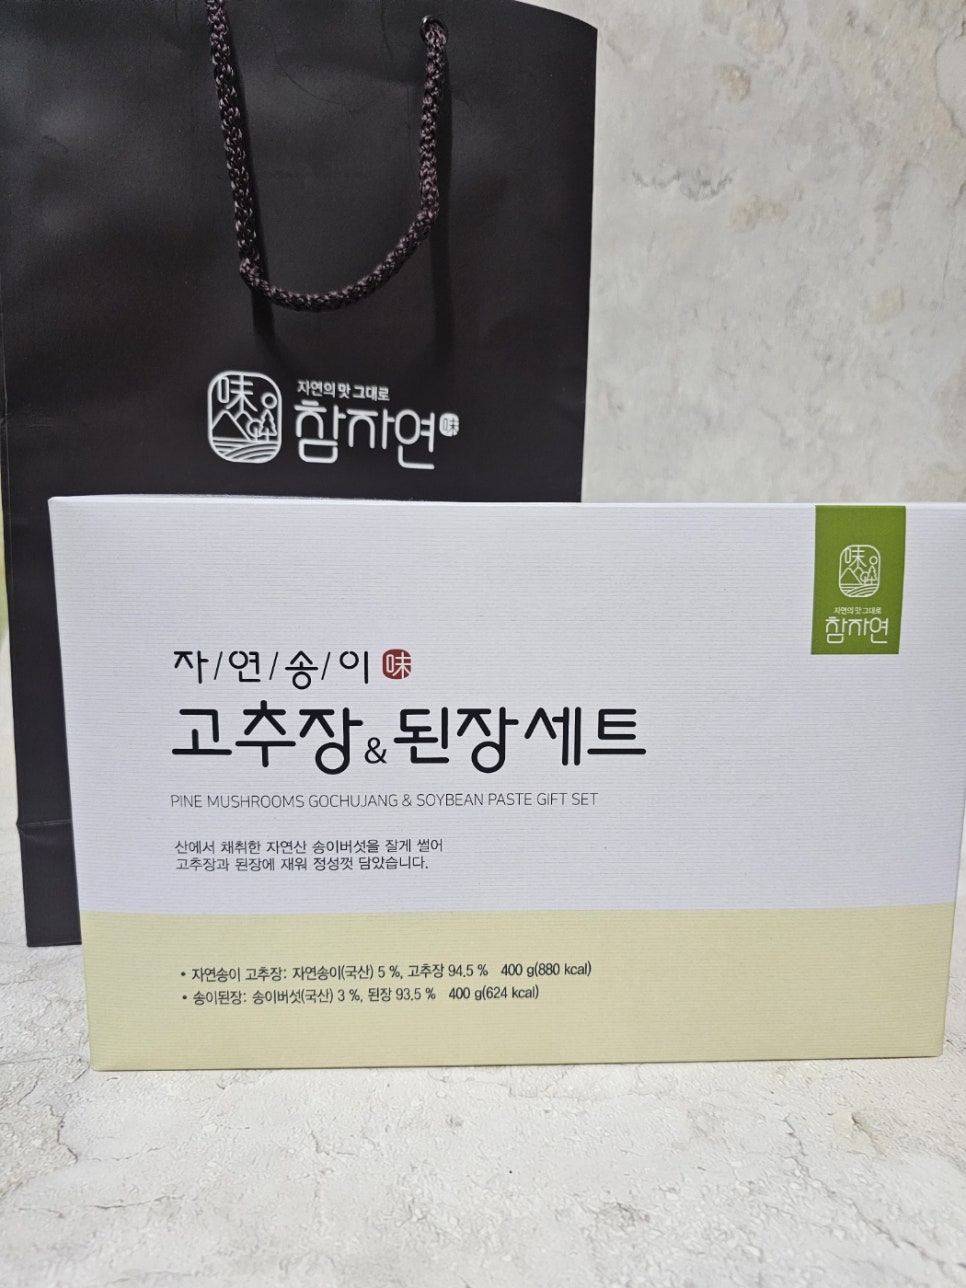 味
자연의 맛 그대로
참자연 味
味
자연의 맛 그대로
참자연
자/연/송/이 味
고추장&된장세트
PINE MUSHROOMS GOCHUJANG & SOYBEAN PASTE GIFT SET
산에서 채취한 자연산 송이버섯을 잘게 썰어
고추장과 된장에 재워 정성껏 담았습니다.
• 자연송이 고추장: 자연송이(국산) 5 %, 고추장 94.5 % 400 g(880 kcal)
• 송이된장: 송이버섯(국산) 3 %, 된장 93.5 % 400 g(624 kcal)